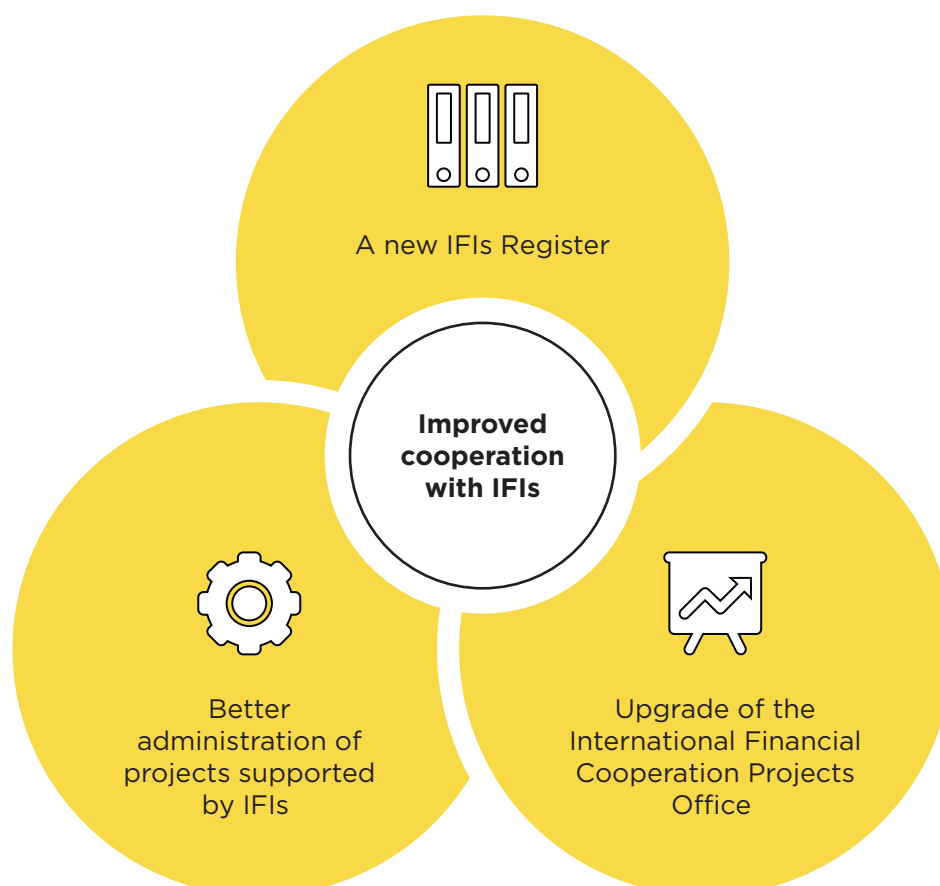 A new IFIs Register
Improved
cooperation
with IFIs
Better
administration of
projects supported
by IFIs
Upgrade of the
International Financial
Cooperation Projects
Office